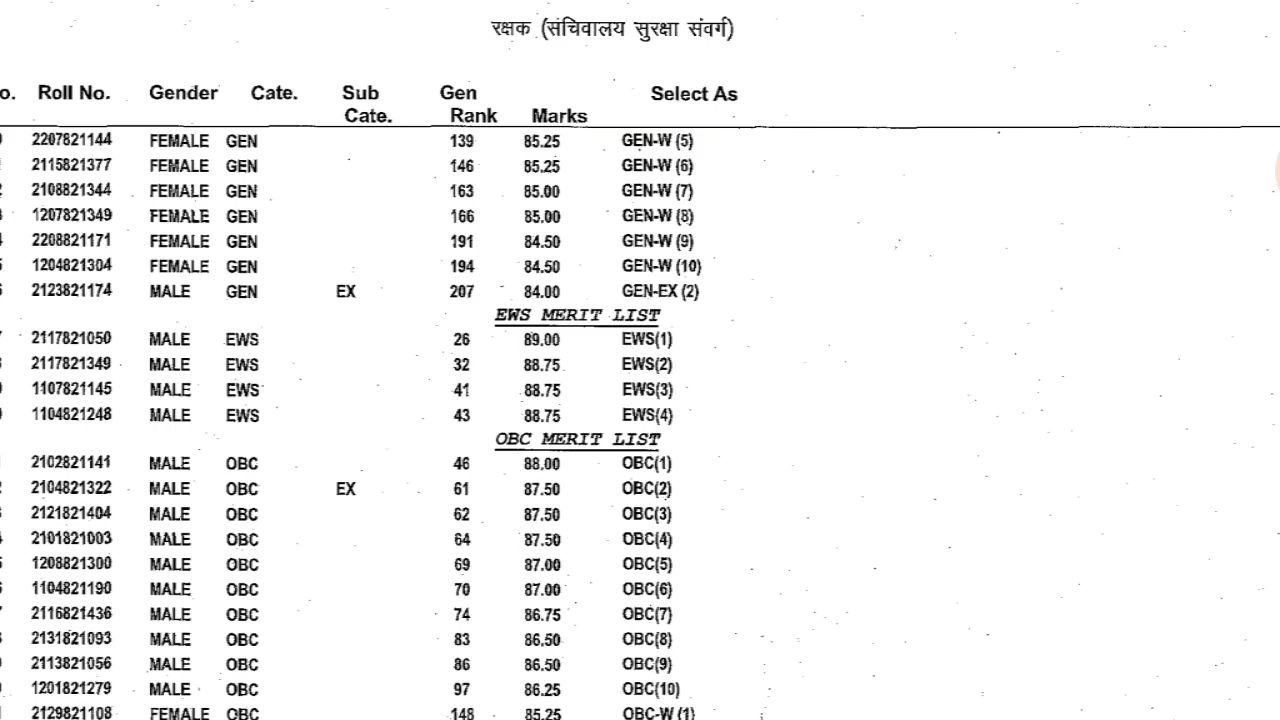 रक्षक (सचिवालय सुरक्षा संवर्ग)
o. Roll No. Gender Cate. Sub Cate. Gen Rank Marks Select As
2207821144 FEMALE GEN 139 85.25 GEN-W (5)
2115821377 FEMALE GEN 146 85.25 GEN-W (6)
2108821344 FEMALE GEN 163 85.00 GEN-W (7)
1207821349 FEMALE GEN 166 85.00 GEN-W (8)
2208821171 FEMALE GEN 191 84.50 GEN-W (9)
1204821304 FEMALE GEN 194 84.50 GEN-W (10)
2123821174 MALE GEN EX 207 84.00 GEN-EX (2)
EWS MERIT LIST
2117821050 MALE EWS 26 89.00 EWS(1)
2117821349 MALE EWS 32 88.75 EWS(2)
1107821145 MALE EWS 41 88.75 EWS(3)
1104821248 MALE EWS 43 88.75 EWS(4)
OBC MERIT LIST
2102821141 MALE OBC 46 88.00 OBC(1)
2104821322 MALE OBC EX 61 87.50 OBC(2)
2121821404 MALE OBC 62 87.50 OBC(3)
2101821003 MALE OBC 64 87.50 OBC(4)
1208821300 MALE OBC 69 87.00 OBC(5)
1104821190 MALE OBC 70 87.00 OBC(6)
2116821436 MALE OBC 74 86.75 OBC(7)
2131821093 MALE OBC 83 86.50 OBC(8)
2113821056 MALE OBC 86 86.50 OBC(9)
1201821279 MALE OBC 97 86.25 OBC(10)
2129821108 FEMALE OBC 148 85.25 OBC-W (1)